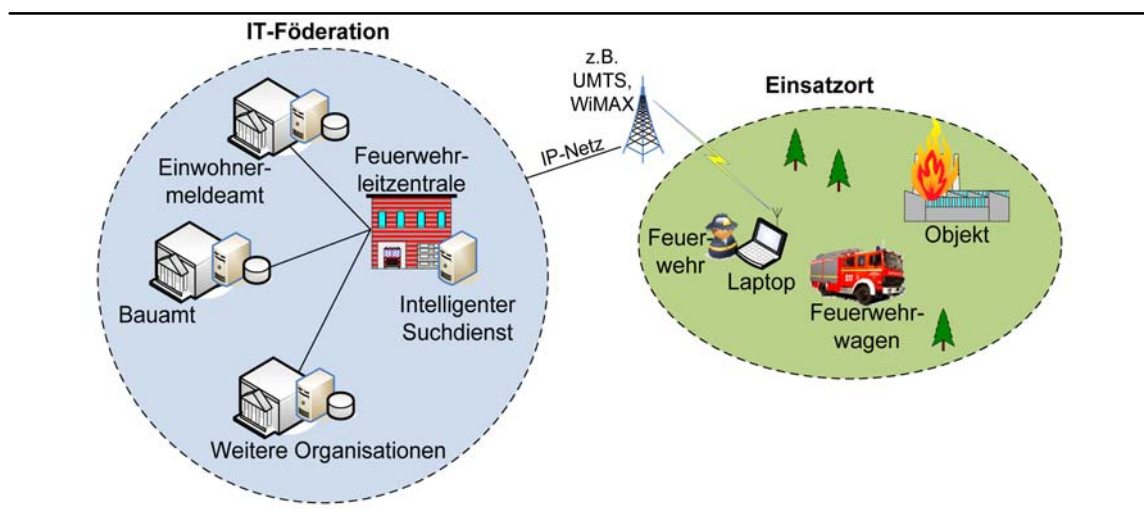 IT-Föderation
Einwohner-
meldeamt
Feuerwehr-
leitzentrale
Bauamt
Intelligenter
Suchdienst
Weitere Organisationen
IP-Netz
z.B.
UMTS,
WiMAX
Einsatzort
Feuer-
wehr
Laptop
Objekt
Feuerwehr-
wagen